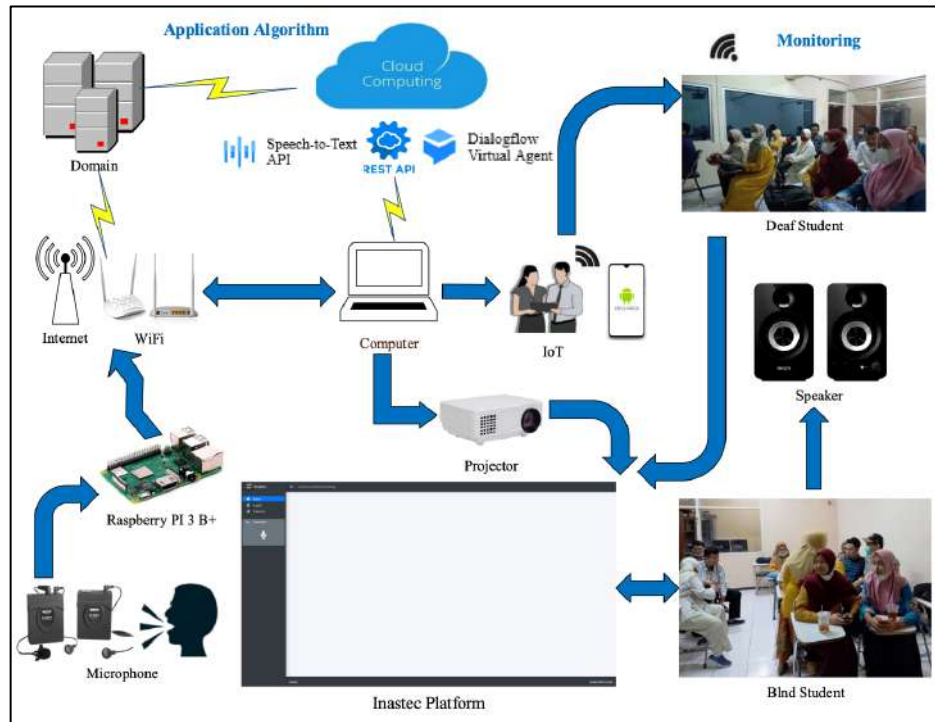 Application Algorithm
Monitoring
Cloud
Computing
Speech-to-Text
API
REST API
Dialogflow
Virtual Agent
Domain
Deaf Student
Internet
WiFi
Computer
IoT
Speaker
Projector
Raspberry PI 3 B+
Microphone
Inastec Platform
Blnd Student